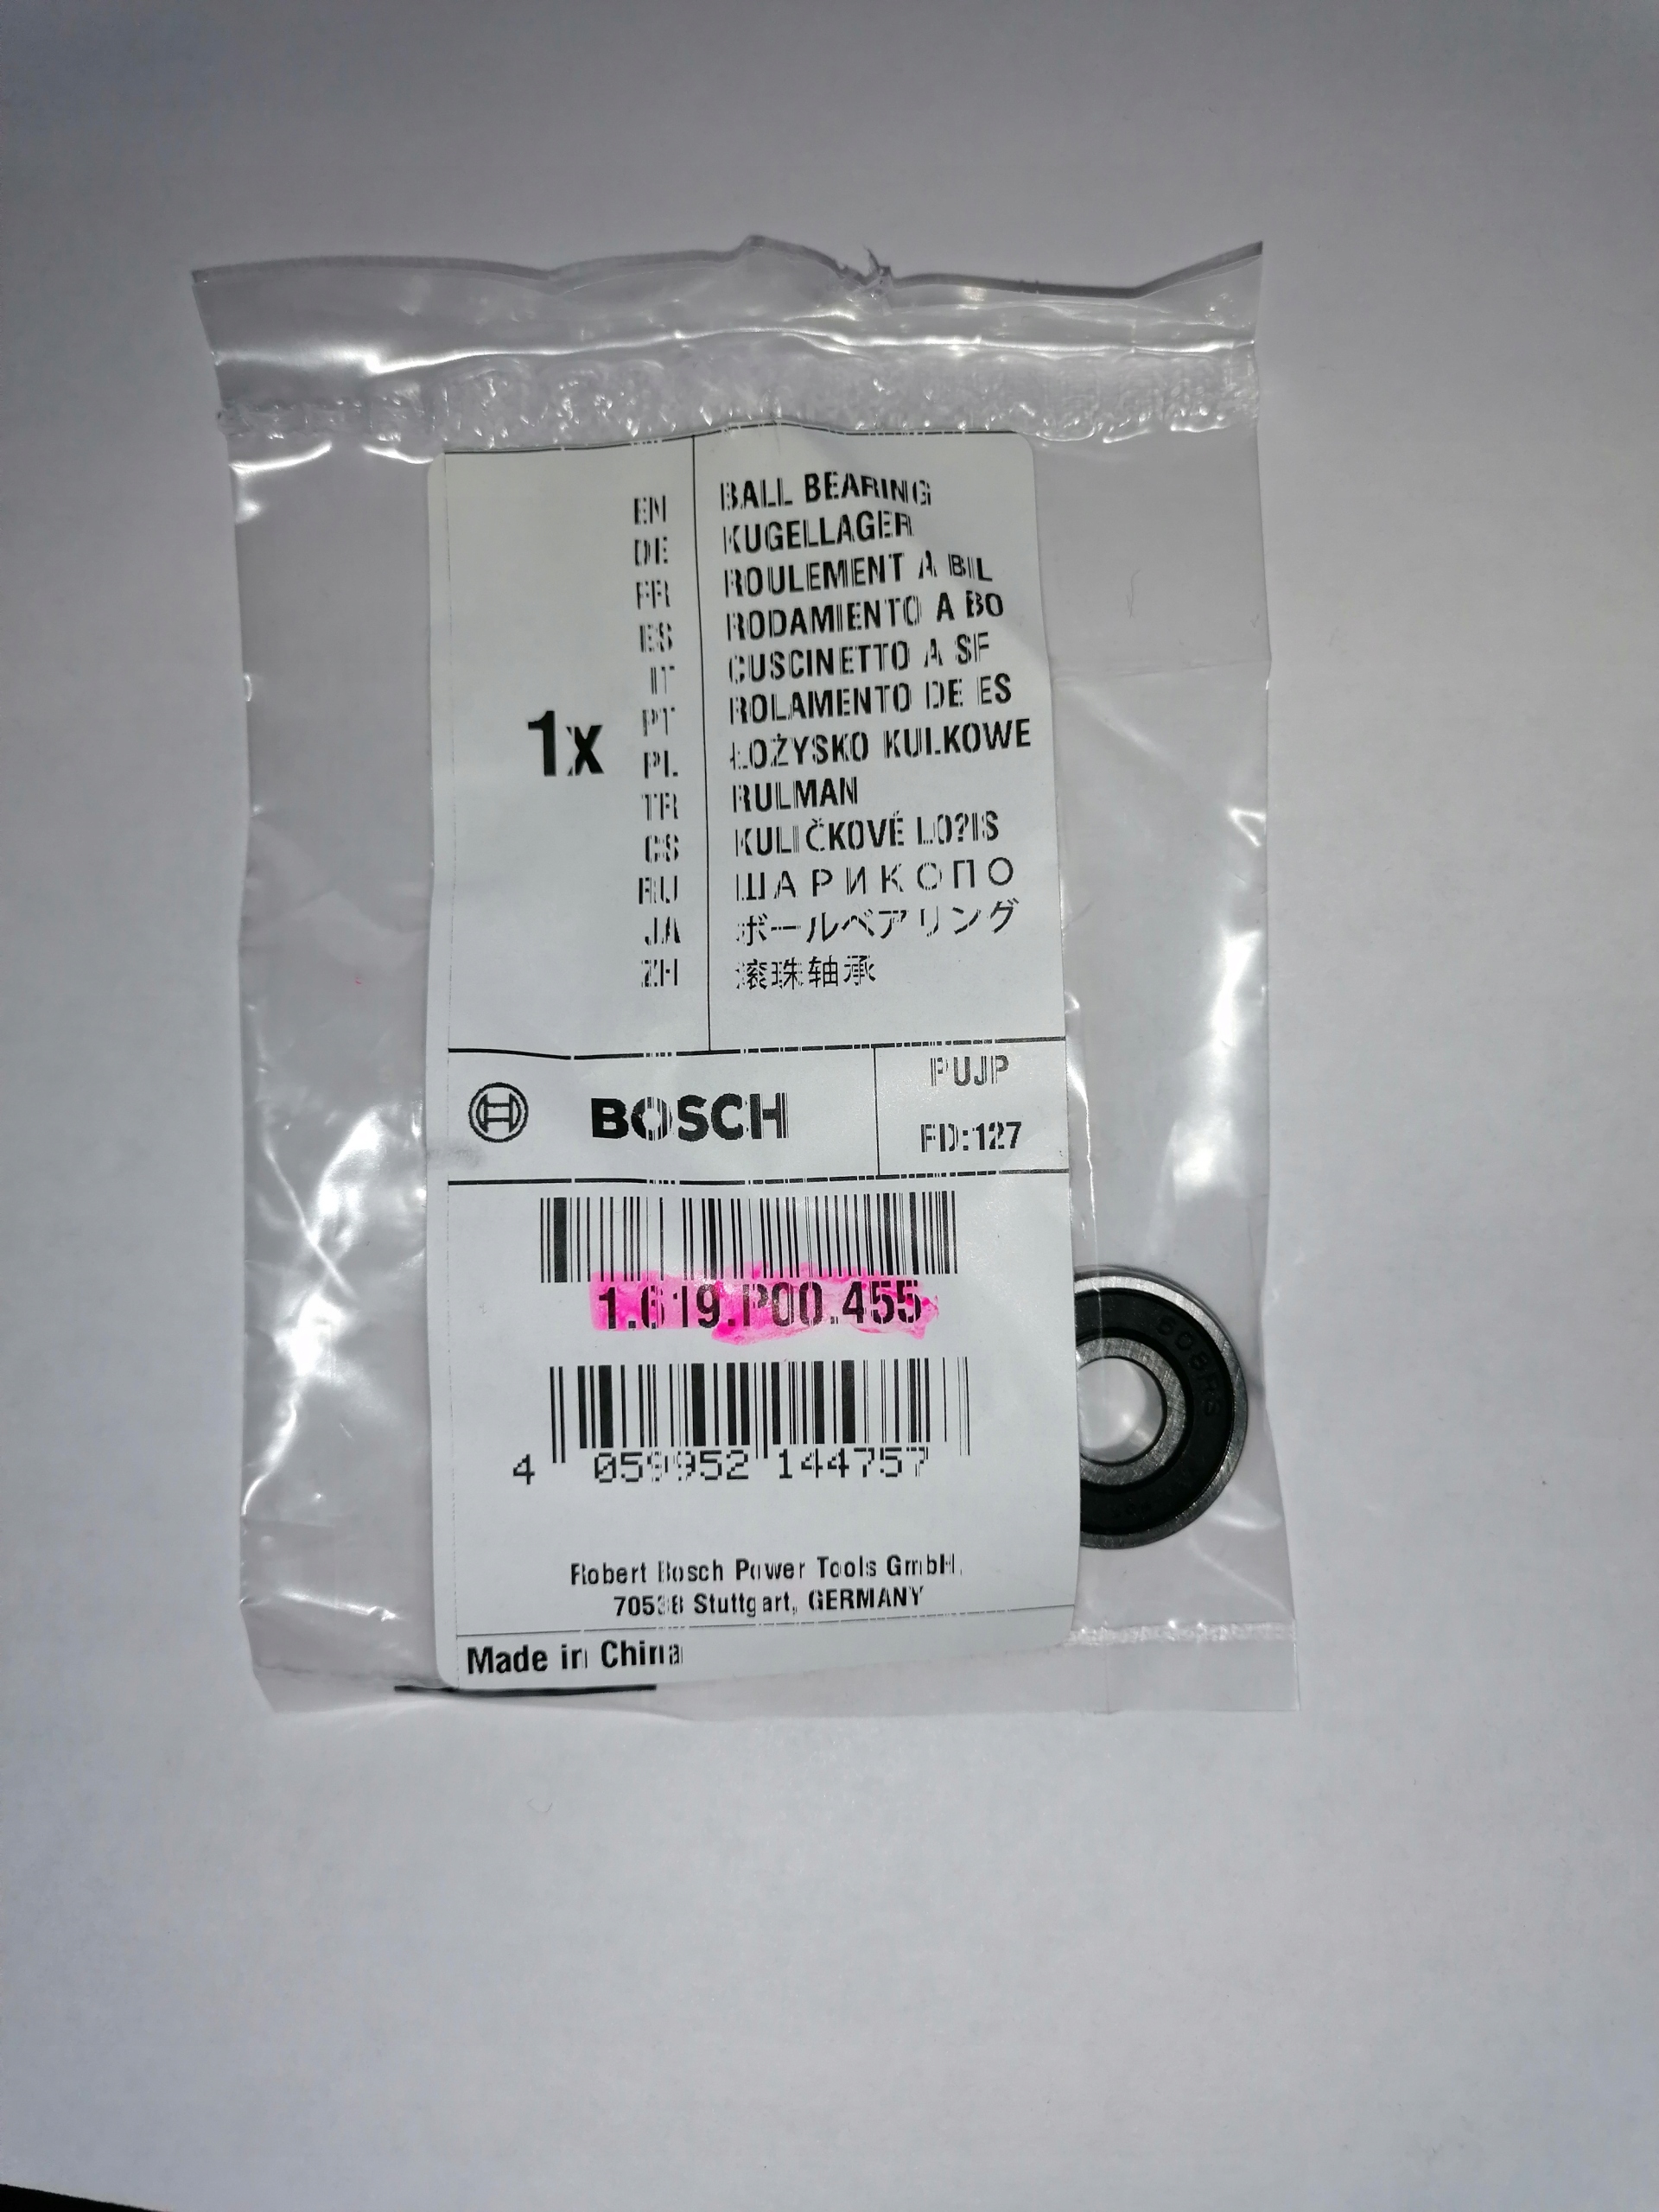 EN BALL BEARING
DE KUGELLAGER
FR ROULEMENT A BIL
ES RODAMIENTO A BO
IT CUSCINETTO A SF
PT ROLAMENTO DE ES
1x
PL ŁOŻYSKO KULKOWE
TR RULMAN
CS KULIČKOVÉ LO?IS
RU ШАРИКОПО
JA ボールベアリング
ZH 滚珠轴承
BOSCH
PUJP
FD:127
1.619.P00.455
4 059952 144757
Robert Bosch Power Tools GmbH,
70538 Stuttgart, GERMANY
Made in China
608RS